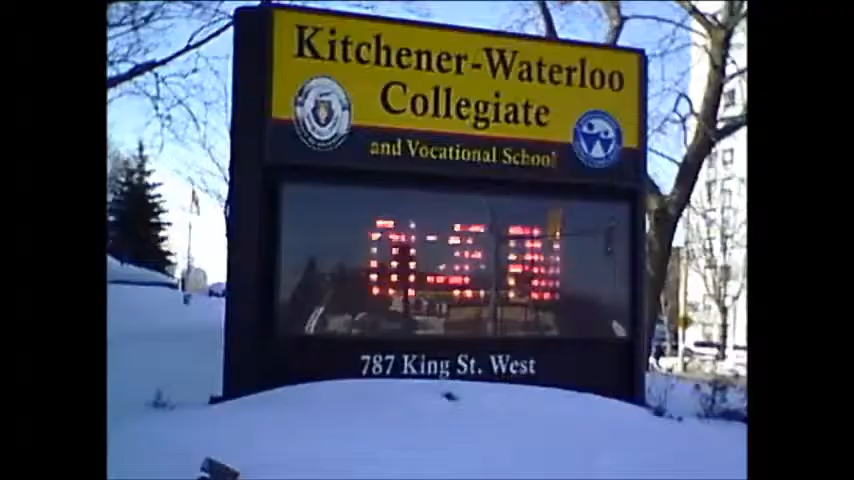 Kitchener-Waterloo
Collegiate
and Vocational School
787 King St. West